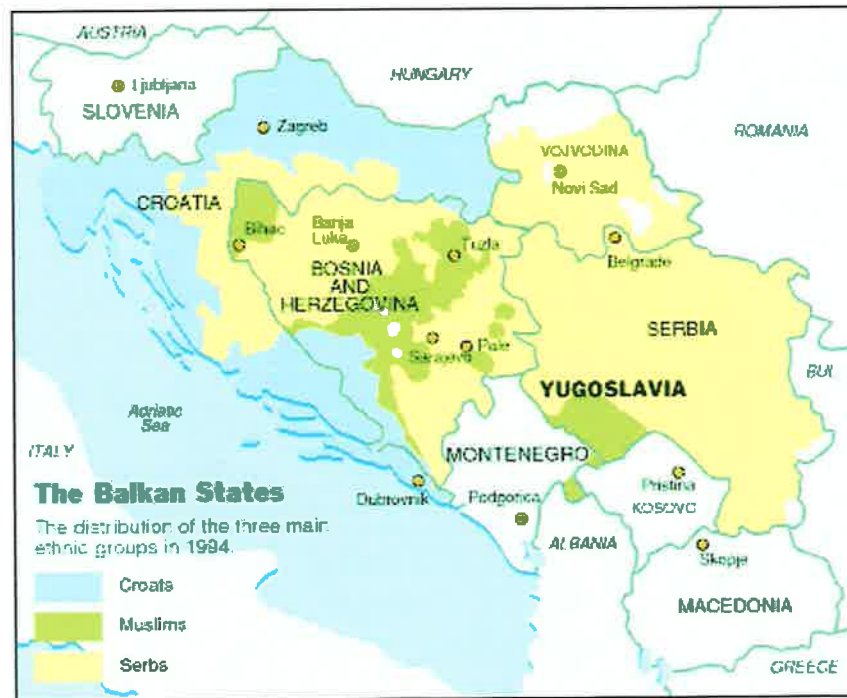 AUSTRIA
HUNGARY
Ljubljana
SLOVENIA
ROMANIA
Zagreb
VOJVODINA
Novi Sad
CROATIA
Bihac
Banja
Luka
Tuzla
Belgrade
BOSNIA
AND
HERZEGOVINA
SERBIA
Sarajevo
Pale
BUL
YUGOSLAVIA
Adriatic
Sea
ITALY
MONTENEGRO
Pristina
KOSOVO
The Balkan States
Dubrovnik
Podgorica
The distribution of the three main
ethnic groups in 1994.
ALBANIA
Skopje
Croats
MACEDONIA
Muslims
Serbs
GREECE